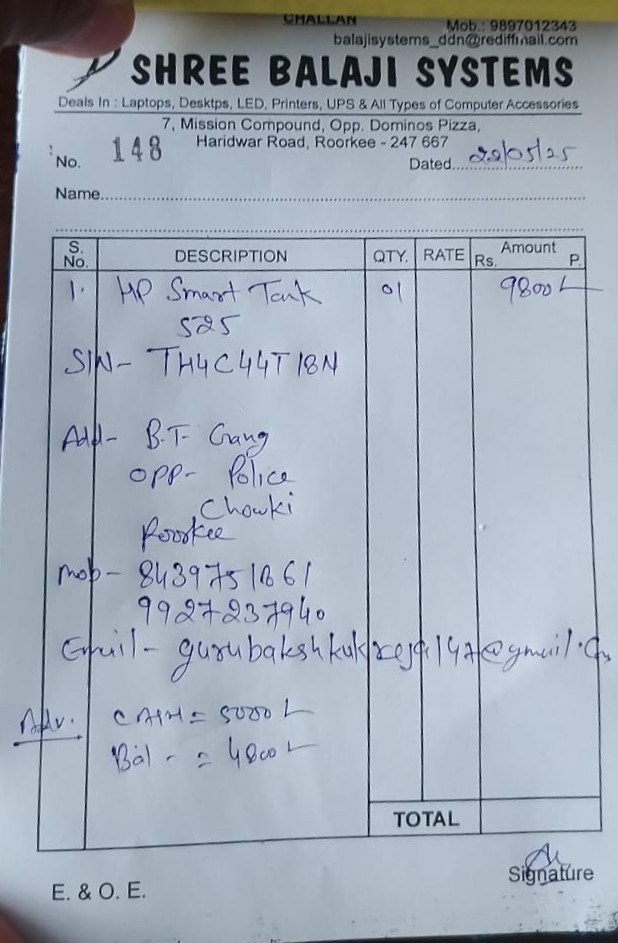 CHALLAN
Mob.: 9897012343
balajisystems_ddn@rediffmail.com
SHREE BALAJI SYSTEMS
Deals In : Laptops, Desktps, LED, Printers, UPS & All Types of Computer Accessories
7, Mission Compound, Opp. Dominos Pizza,
Haridwar Road, Roorkee - 247 667
No. 148 Dated. 22/05/25
Name
S. No. DESCRIPTION QTY. RATE Amount Rs. P.
1. HP Smart Tank 01 9800/-
525
S/N- TH4C44T18N
Add- B.T. Gang
OPP- Police
Chowki
Roorkee
Mob- 8439751861
9927237940
Email- gurubakshkukreja147@gmail.com
Adv. CASH = 5000/-
Bal - = 4800/-
TOTAL
Signature
E. & O. E.